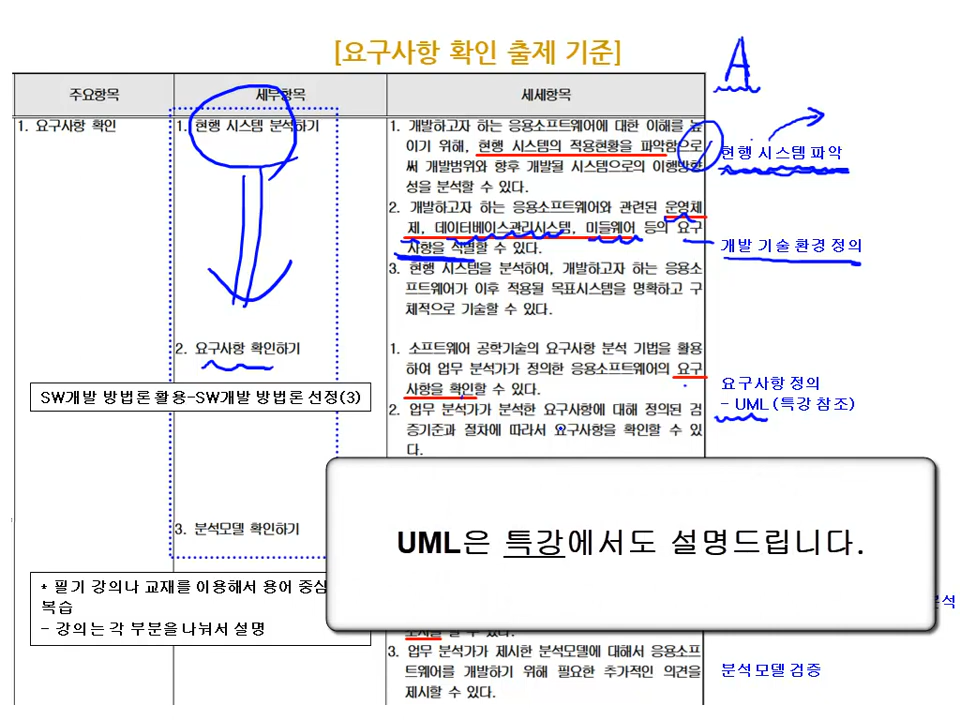 [요구사항 확인 출제 기준]
A
주요항목
세부항목
세세항목
1. 요구사항 확인
1. 현행 시스템 분석하기
1. 개발하고자 하는 응용소프트웨어에 대한 이해를 높
이기 위해, 현행 시스템의 적용현황을 파악함으로
써 개발범위와 향후 개발될 시스템으로의 이행방향
성을 분석할 수 있다.
현행 시스템 파악
2. 개발하고자 하는 응용소프트웨어와 관련된 운영체
제, 데이터베이스관리시스템, 미들웨어 등의 요구
사항을 식별할 수 있다.
개발 기술 환경 정의
3. 현행 시스템을 분석하여, 개발하고자 하는 응용소
프트웨어가 이후 적용될 목표시스템을 명확하고 구
체적으로 기술할 수 있다.
2. 요구사항 확인하기
1. 소프트웨어 공학기술의 요구사항 분석 기법을 활용
하여 업무 분석가가 정의한 응용소프트웨어의 요구
사항을 확인할 수 있다.
요구사항 정의
- UML (특강 참조)
SW개발 방법론 활용-SW개발 방법론 선정(3)
2. 업무 분석가가 분석한 요구사항에 대해 정의된 검
증기준과 절차에 따라서 요구사항을 확인할 수 있
다.
3. 분석모델 확인하기
UML은 특강에서도 설명드립니다.
* 필기 강의나 교재를 이용해서 용어 중심
복습
- 강의는 각 부분을 나눠서 설명
분석
할 수 있다.
3. 업무 분석가가 제시한 분석모델에 대해서 응용소프
트웨어를 개발하기 위해 필요한 추가적인 의견을
제시할 수 있다.
분석모델 검증